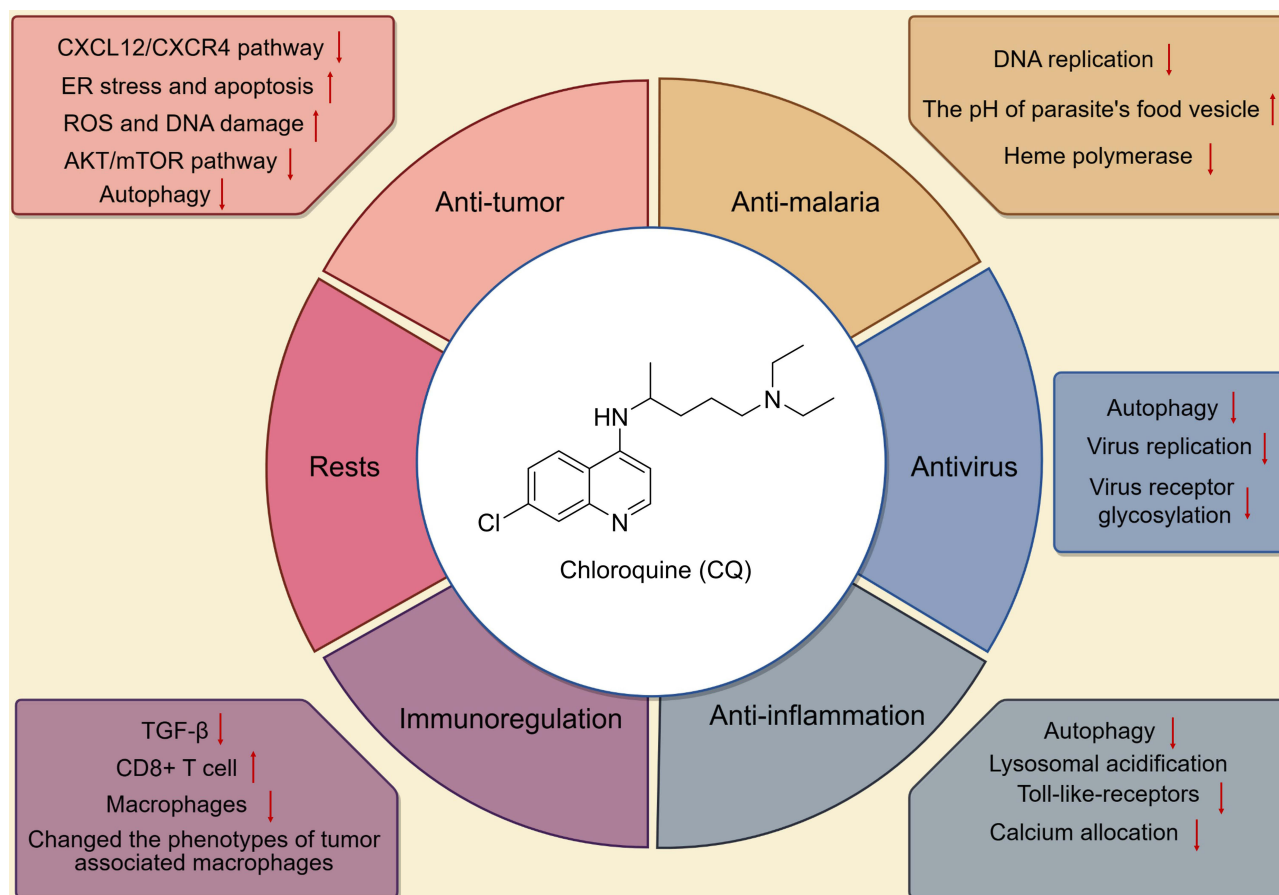 CXCL12/CXCR4 pathway ↓
ER stress and apoptosis ↑
ROS and DNA damage ↑
AKT/mTOR pathway ↓
Autophagy ↓
DNA replication ↓
The pH of parasite's food vesicle ↑
Heme polymerase ↓
Anti-tumor
Anti-malaria
Rests
Antivirus
Autophagy ↓
Virus replication ↓
Virus receptor
glycosylation ↓
HN
N
Cl
N
Chloroquine (CQ)
Immunoregulation
Anti-inflammation
TGF-β ↓
CD8+ T cell ↑
Macrophages ↓
Changed the phenotypes of tumor
associated macrophages
Autophagy ↓
Lysosomal acidification
Toll-like-receptors ↓
Calcium allocation ↓